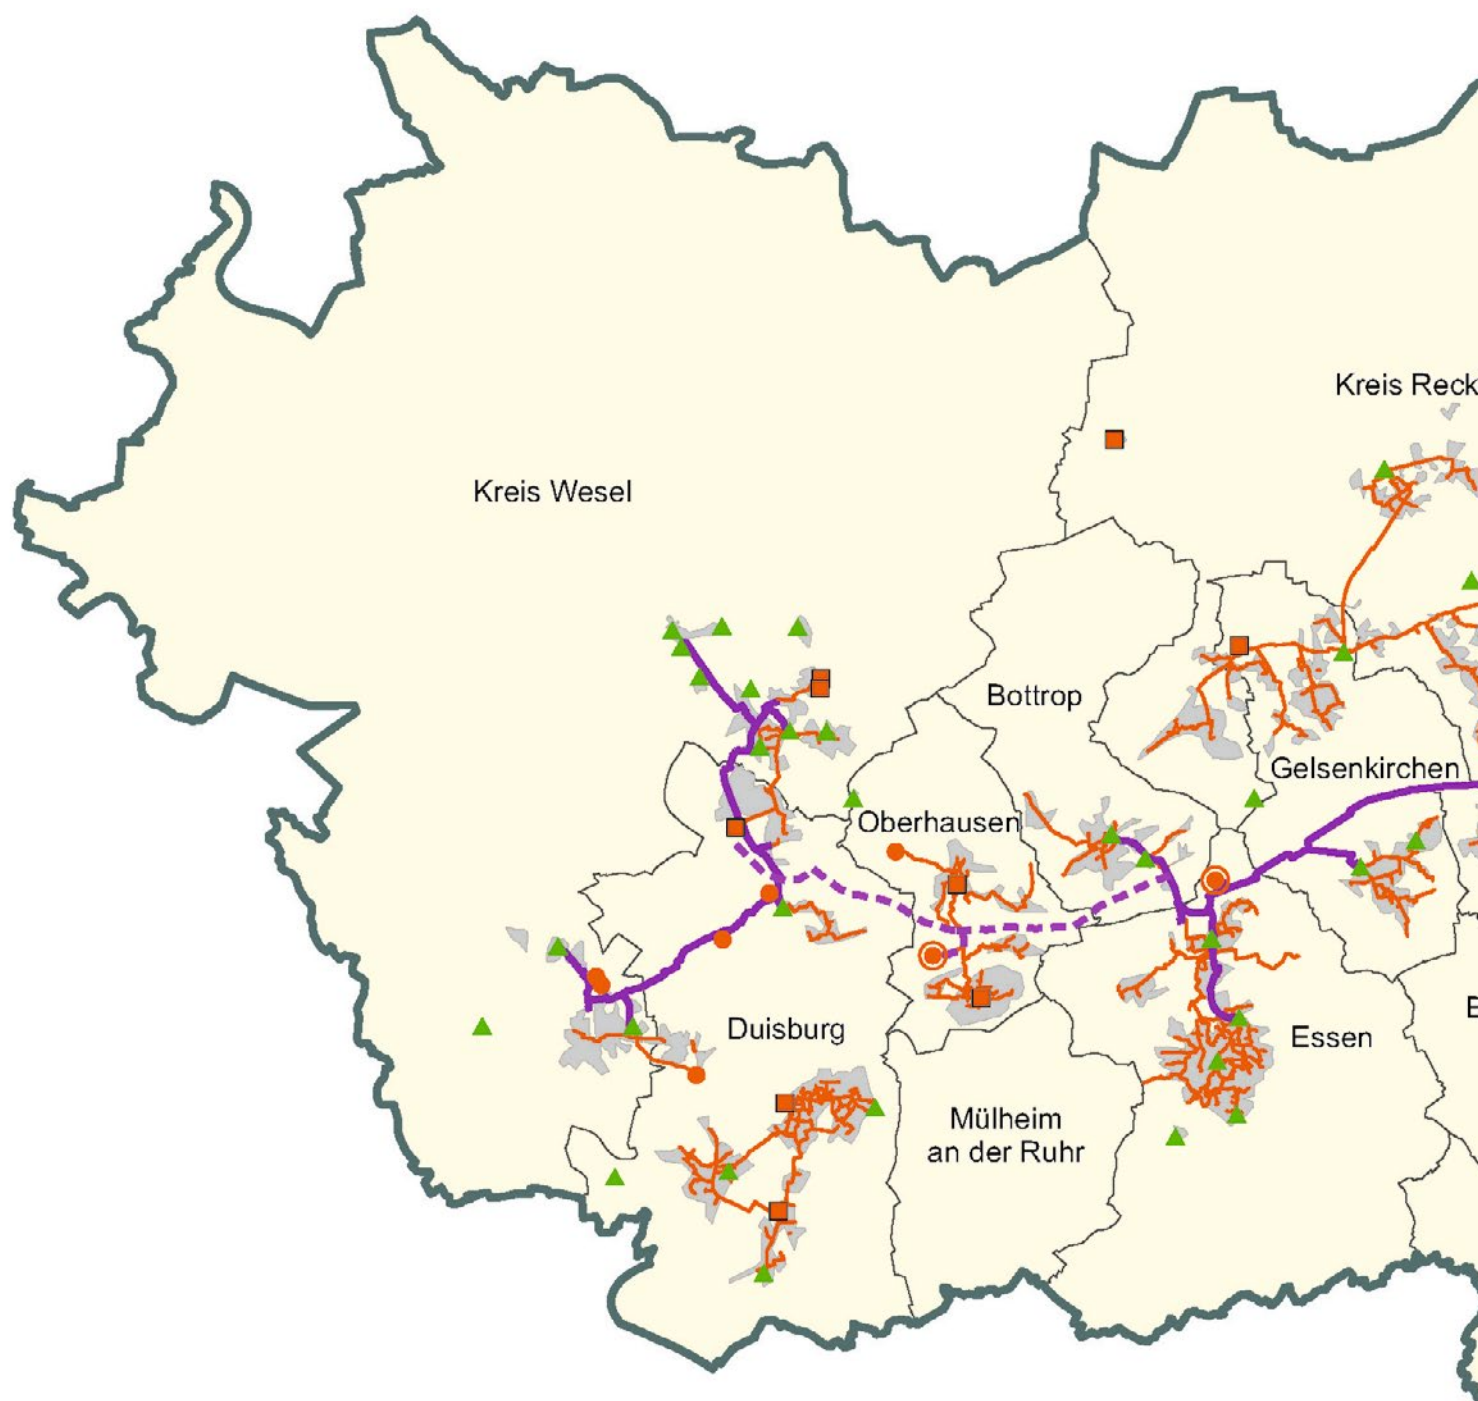 Kreis Reck
Kreis Wesel
Bottrop
Gelsenkirchen
Oberhausen
E
Duisburg
Essen
Mülheim
an der Ruhr